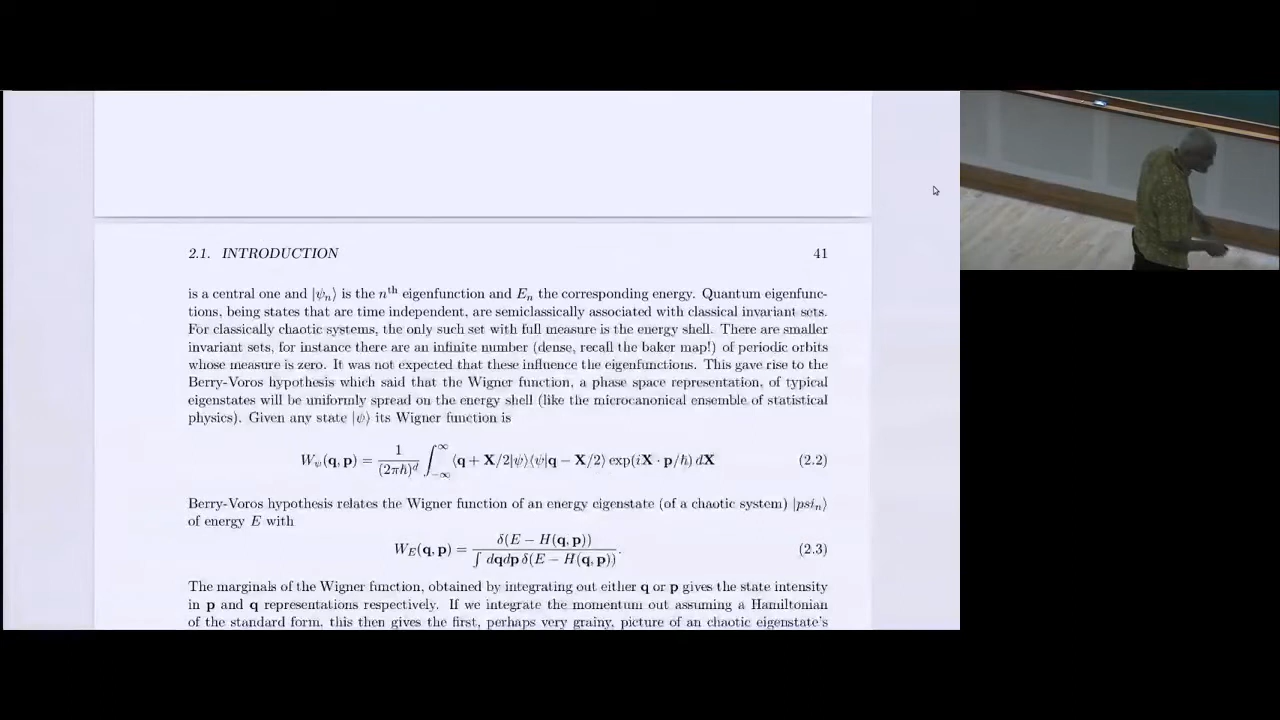 2.1. INTRODUCTION 41
is a central one and |ψₙ⟩ is the nᵗʰ eigenfunction and Eₙ the corresponding energy. Quantum eigenfunc-
tions, being states that are time independent, are semiclassically associated with classical invariant sets.
For classically chaotic systems, the only such set with full measure is the energy shell. There are smaller
invariant sets, for instance there are an infinite number (dense, recall the baker map!) of periodic orbits
whose measure is zero. It was not expected that these influence the eigenfunctions. This gave rise to the
Berry-Voros hypothesis which said that the Wigner function, a phase space representation, of typical
eigenstates will be uniformly spread on the energy shell (like the microcanonical ensemble of statistical
physics). Given any state |ψ⟩ its Wigner function is
W_ψ(q, p) = 1/(2πℏ)^d ∫_{-∞}^{∞} ⟨q + X/2|ψ⟩⟨ψ|q − X/2⟩ exp(iX · p/ℏ) dX (2.2)
Berry-Voros hypothesis relates the Wigner function of an energy eigenstate (of a chaotic system) |psiₙ⟩
of energy E with
W_E(q, p) = δ(E − H(q, p)) / ∫ dqdp δ(E − H(q, p)). (2.3)
The marginals of the Wigner function, obtained by integrating out either q or p gives the state intensity
in p and q representations respectively. If we integrate the momentum out assuming a Hamiltonian
of the standard form, this then gives the first, perhaps very grainy, picture of an chaotic eigenstate's